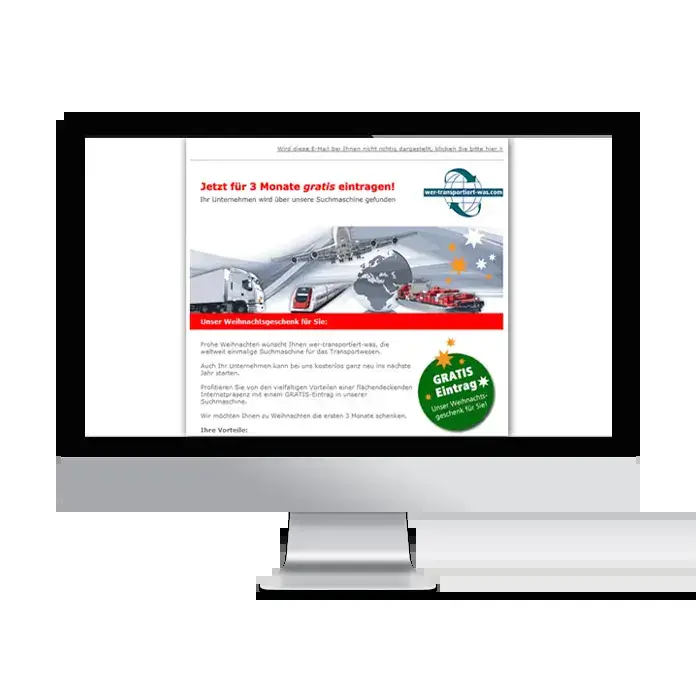 Wird diese E-Mail bei Ihnen nicht richtig dargestellt, klicken Sie bitte hier >
Jetzt für 3 Monate gratis eintragen!
Ihr Unternehmen wird über unsere Suchmaschine gefunden
wer-transportiert-was.com
Unser Weihnachtsgeschenk für Sie:
Frohe Weihnachten wünscht Ihnen wer-transportiert-was, die
weltweit einmalige Suchmaschine für das Transportwesen.
Auch Ihr Unternehmen kann bei uns kostenlos ganz neu ins nächste
Jahr starten.
Profitieren Sie von den vielfältigen Vorteilen einer flächendeckenden
Internetpräsenz mit einem GRATIS-Eintrag in unserer
Suchmaschine.
Wir möchten Ihnen zu Weihnachten die ersten 3 Monate schenken.
Ihre Vorteile:
GRATIS
Eintrag
Unser Weihnachts-
geschenk für Sie!